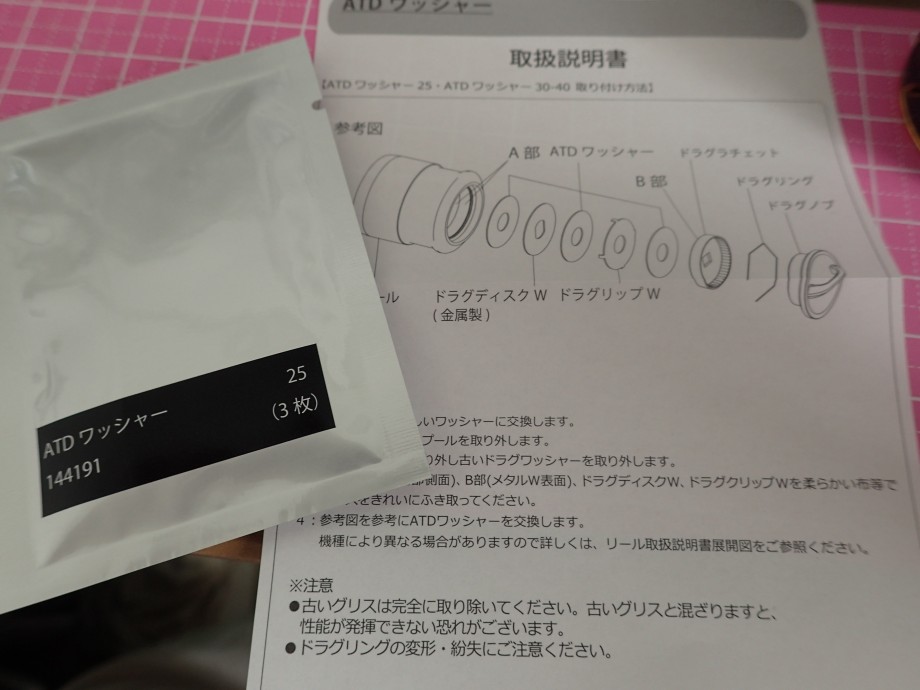 ATD ワッシャー
取扱説明書
【ATD ワッシャー 25・ATD ワッシャー 30-40 取り付け方法】
参考図
A 部
ATD ワッシャー
ドラグラチェット
B 部
ドラグリング
ドラグノブ
ール
ドラグディスク W
(金属製)
ドラグリップ W
しいワッシャーに交換します。
プールを取り外します。
り外し古いドラグワッシャーを取り外します。
部側面)、B部(メタルW表面)、ドラグディスクW、ドラグクリップWを柔らかい布等で
をきれいにふき取ってください。
4：参考図を参考にATDワッシャーを交換します。
機種により異なる場合がありますので詳しくは、リール取扱説明書展開図をご参照ください。
※注意
●古いグリスは完全に取り除いてください。古いグリスと混ざりますと、
性能が発揮できない恐れがございます。
●ドラグリングの変形・紛失にご注意ください。
ATD ワッシャー 25
144191 (3 枚)